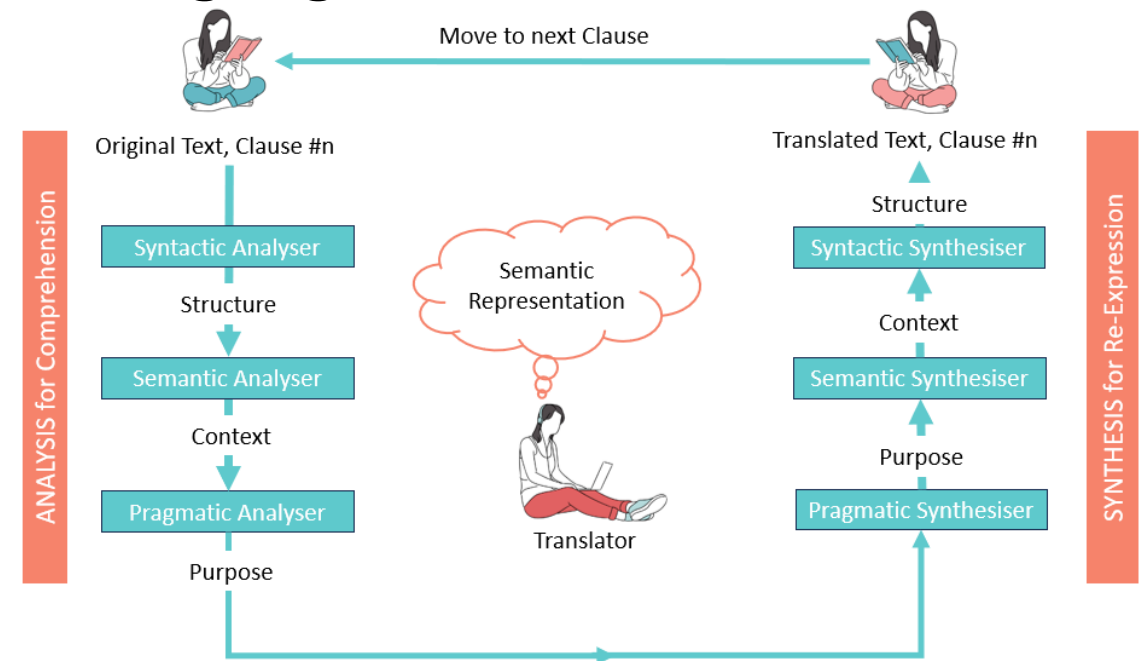 Move to next Clause
Original Text, Clause #n
Translated Text, Clause #n
ANALYSIS for Comprehension
SYNTHESIS for Re-Expression
Structure
Syntactic Analyser
Syntactic Synthesiser
Semantic
Representation
Structure
Context
Semantic Analyser
Semantic Synthesiser
Context
Purpose
Pragmatic Analyser
Pragmatic Synthesiser
Translator
Purpose